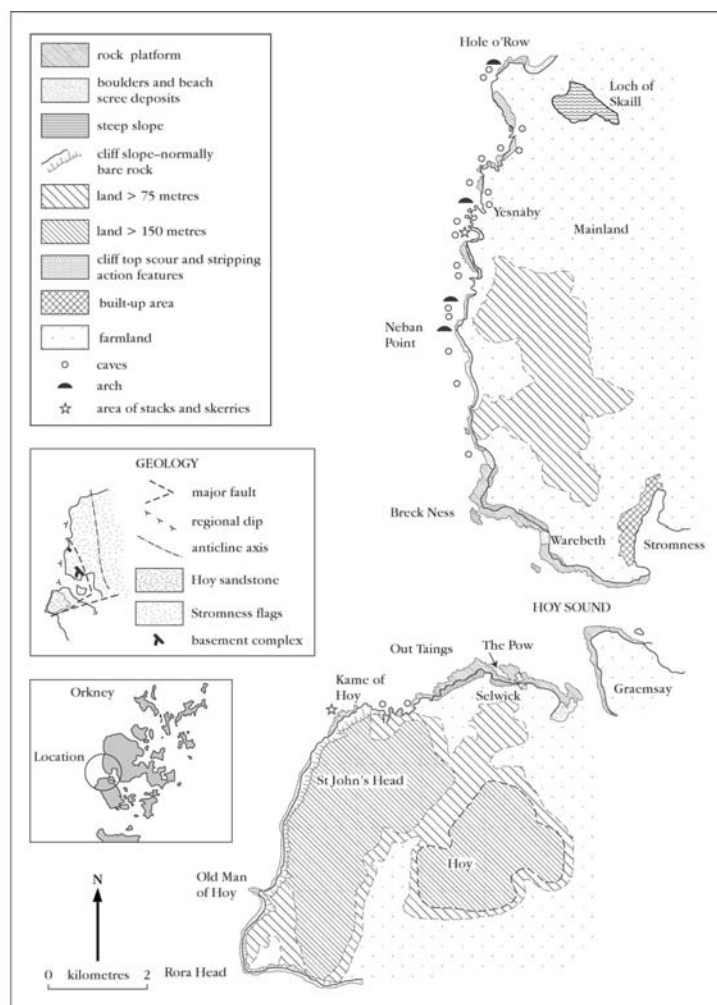 rock platform
boulders and beach
scree deposits
steep slope
cliff slope–normally
bare rock
land > 75 metres
land > 150 metres
cliff top scour and stripping
action features
built-up area
farmland
caves
arch
area of stacks and skerries
GEOLOGY
major fault
regional dip
anticline axis
Hoy sandstone
Stromness flags
basement complex
Orkney
Location
N
0 kilometres 2
Hole o'Row
Loch of
Skaill
Yesnaby
Mainland
Neban
Point
Breck Ness
Warebeth
Stromness
HOY SOUND
Out Taings
The Pow
Kame of
Hoy
Selwick
Graemsay
St John's Head
Hoy
Old Man
of Hoy
Rora Head